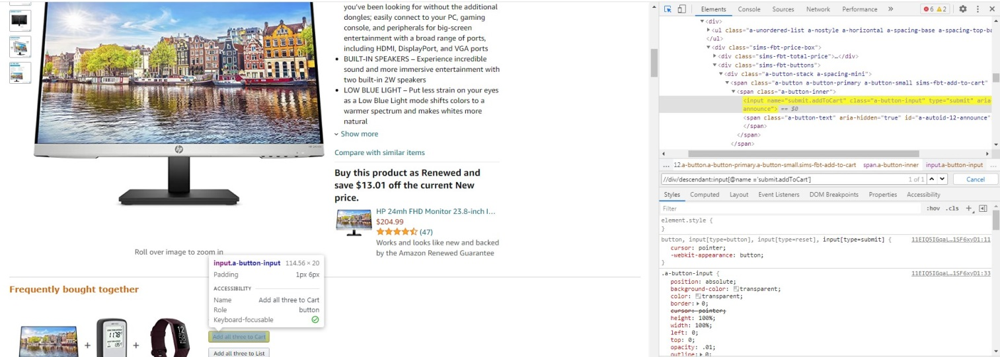 you've been looking for without the additional
dongles; easily connect to your PC, gaming
console, and peripherals for big-screen
entertainment with a broad range of ports,
including HDMI, DisplayPort, and VGA ports
• BUILT-IN SPEAKERS – Experience incredible
sound and more immersive entertainment with
two built-in 2W speakers
• LOW BLUE LIGHT – Put less strain on your eyes
as a Low Blue Light mode shifts colors to a
warmer spectrum and makes whites more
natural
Show more
Compare with similar items
Buy this product as Renewed and
save $13.01 off the current New
price.
HP 24mh FHD Monitor 23.8-inch I...
$204.99
(47)
Works and looks like new and backed
by the Amazon Renewed Guarantee
hp
Roll over image to zoom in
input.a-button-input 114.56 × 20
Padding 1px 6px
ACCESSIBILITY
Name Add all three to Cart
Role button
Keyboard-focusable
Frequently bought together
+ +
Add all three to Cart
Add all three to List
Elements Console Sources Network Performance » 6 2
<div>
<ul class="a-unordered-list a-nostyle a-horizontal a-spacing-base a-spacing-top-ba
</ul>
<div class="sims-fbt-price-box">
<div class="sims-fbt-total-price">…</div>
<div class="sims-fbt-buttons">
<div class="a-button-stack a-spacing-mini">
<span class="a-button a-button-primary a-button-small sims-fbt-add-to-cart"
<span class="a-button-inner">
<input name="submit.addToCart" class="a-button-input" type="submit" aria
announce"> == $0
<span class="a-button-text" aria-hidden="true" id="a-autoid-12-announce"
</span>
</span>
</span>
... 12.a-button.a-button-primary.a-button-small.sims-fbt-add-to-cart span.a-button-inner input.a-button-input ...
//div/descendant::input[@name ='submit.addToCart'] 1 of 1 Cancel
Styles Computed Layout Event Listeners DOM Breakpoints Properties Accessibility
Filter :hov .cls +
element.style {
}
button, input[type=button], input[type=reset], input[type=submit] { 11EIQ5IGqaL…1SF6xyD1:11
cursor: pointer;
-webkit-appearance: button;
}
.a-button-input { 11EIQ5IGqaL…1SF6xyD1:33
position: absolute;
background-color: transparent;
color: transparent;
border: 0;
cursor: pointer;
height: 100%;
width: 100%;
left: 0;
top: 0;
opacity: .01;
outline: 0;